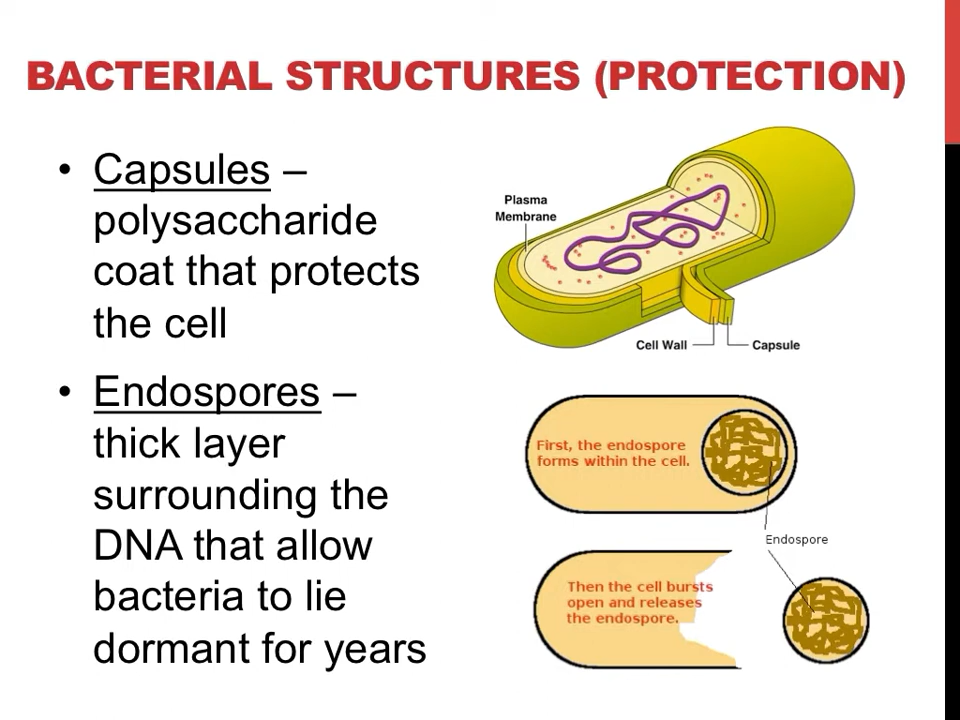 BACTERIAL STRUCTURES (PROTECTION)
• Capsules –
polysaccharide
coat that protects
the cell
• Endospores –
thick layer
surrounding the
DNA that allow
bacteria to lie
dormant for years
Plasma
Membrane
Cell Wall
Capsule
First, the endospore
forms within the cell.
Endospore
Then the cell bursts
open and releases
the endospore.